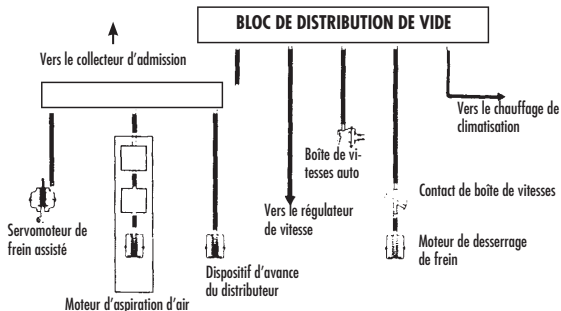 BLOC DE DISTRIBUTION DE VIDE
Vers le collecteur d'admission
Vers le chauffage de
climatisation
Boîte de vi-
tesses auto
Contact de boîte de vitesses
Vers le régulateur
de vitesse
Servomoteur de
frein assisté
Moteur de desserrage
de frein
Dispositif d'avance
du distributeur
Moteur d'aspiration d'air